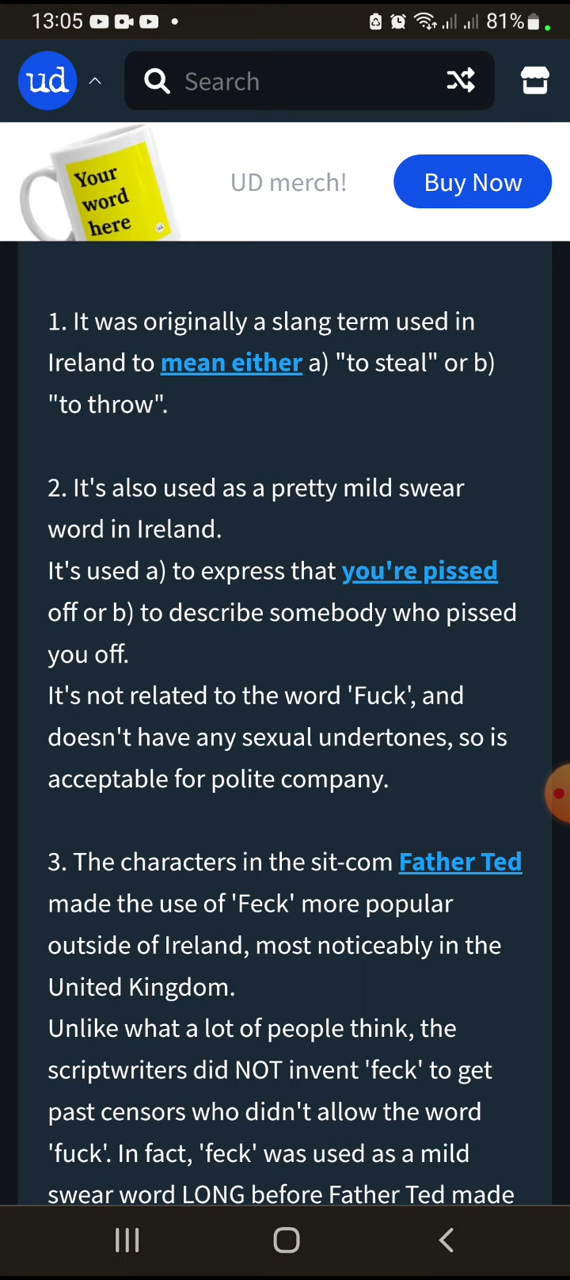 13:05
81%
ud
Search
Your
word
here
UD merch!
Buy Now
1. It was originally a slang term used in
Ireland to mean either a) "to steal" or b)
"to throw".
2. It's also used as a pretty mild swear
word in Ireland.
It's used a) to express that you're pissed
off or b) to describe somebody who pissed
you off.
It's not related to the word 'Fuck', and
doesn't have any sexual undertones, so is
acceptable for polite company.
3. The characters in the sit-com Father Ted
made the use of 'Feck' more popular
outside of Ireland, most noticeably in the
United Kingdom.
Unlike what a lot of people think, the
scriptwriters did NOT invent 'feck' to get
past censors who didn't allow the word
'fuck'. In fact, 'feck' was used as a mild
swear word LONG before Father Ted made